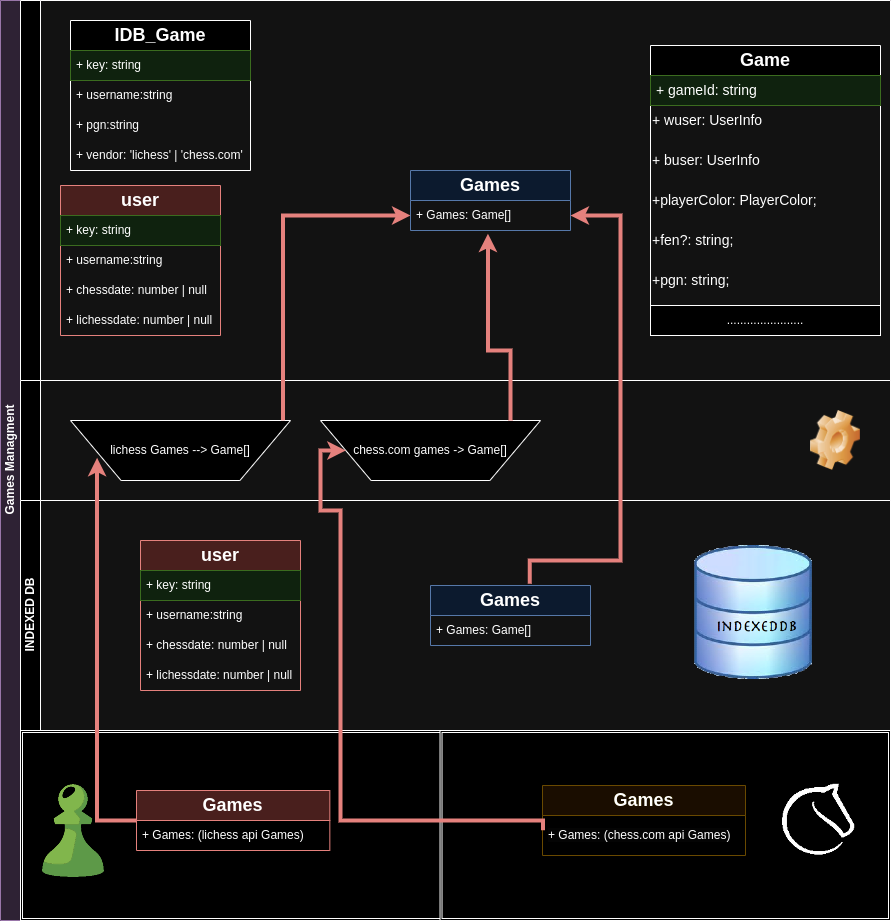 Games Managment
IDB_Game
+ key: string
+ username:string
+ pgn:string
+ vendor: 'lichess' | 'chess.com'
user
+ key: string
+ username:string
+ chessdate: number | null
+ lichessdate: number | null
Games
+ Games: Game[]
Game
+ gameId: string
+ wuser: UserInfo
+ buser: UserInfo
+playerColor: PlayerColor;
+fen?: string;
+pgn: string;
.......................
lichess Games --> Game[]
chess.com games -> Game[]
INDEXED DB
user
+ key: string
+ username:string
+ chessdate: number | null
+ lichessdate: number | null
Games
+ Games: Game[]
INDEXEDDB
Games
+ Games: (lichess api Games)
Games
+ Games: (chess.com api Games)